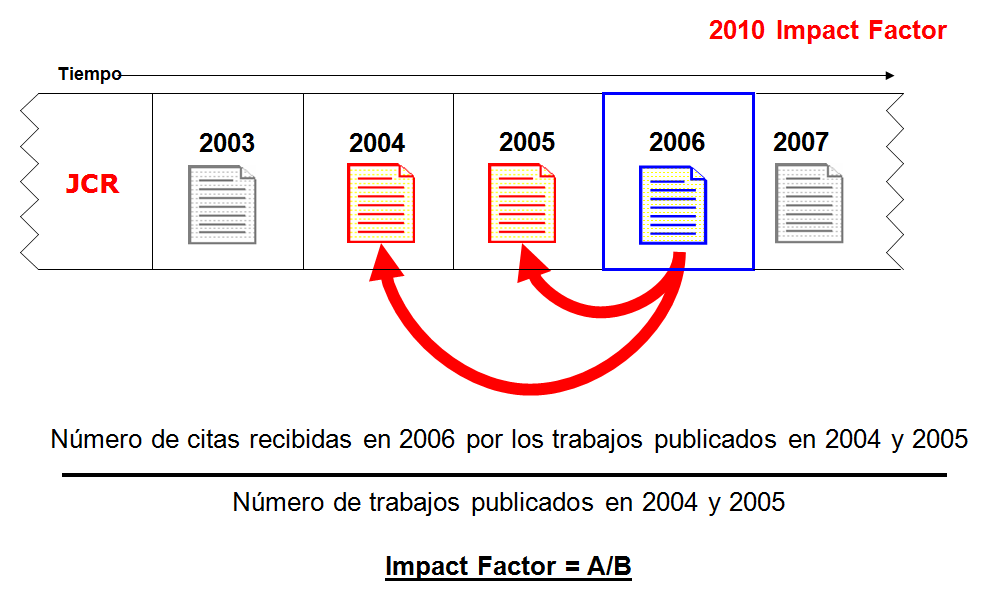 2010 Impact Factor
Tiempo
JCR
2003
2004
2005
2006
2007
Número de citas recibidas en 2006 por los trabajos publicados en 2004 y 2005
Número de trabajos publicados en 2004 y 2005
Impact Factor = A/B